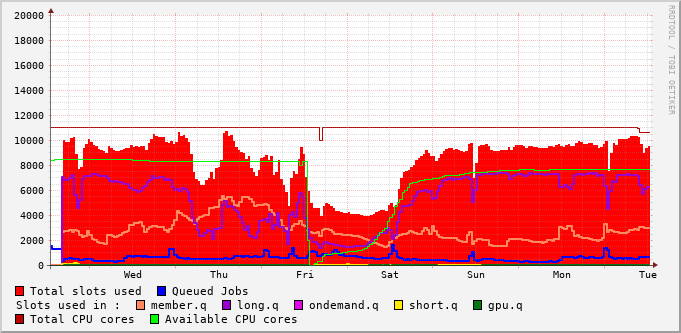 20000
18000
16000
14000
12000
10000
8000
6000
4000
2000
0
Wed Thu Fri Sat Sun Mon Tue
RRDTOOL / TOBI OETIKER
Total slots used Queued Jobs
Slots used in : member.q long.q ondemand.q short.q gpu.q
Total CPU cores Available CPU cores